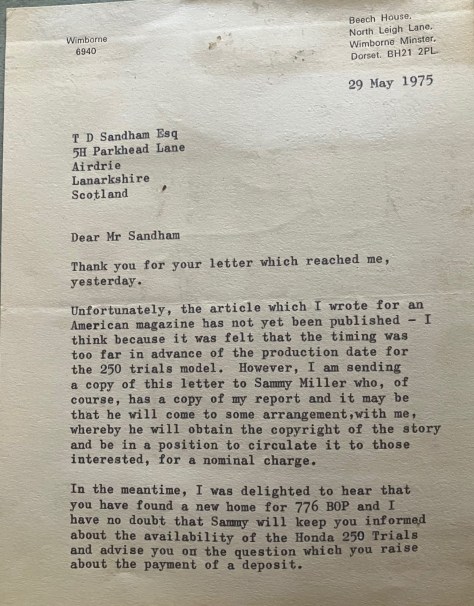 Wimborne
6940
Beech House.
North Leigh Lane.
Wimborne Minster.
Dorset. BH21 2PL.
29 May 1975
T D Sandham Esq
5H Parkhead Lane
Airdrie
Lanarkshire
Scotland
Dear Mr Sandham
Thank you for your letter which reached me,
yesterday.
Unfortunately, the article which I wrote for an
American magazine has not yet been published - I
think because it was felt that the timing was
too far in advance of the production date for
the 250 trials model. However, I am sending
a copy of this letter to Sammy Miller who, of
course, has a copy of my report and it may be
that he will come to some arrangement,with me,
whereby he will obtain the copyright of the story
and be in a position to circulate it to those
interested, for a nominal charge.
In the meantime, I was delighted to hear that
you have found a new home for 776 BOP and I
have no doubt that Sammy will keep you informed
about the availability of the Honda 250 Trials
and advise you on the question which you raise
about the payment of a deposit.